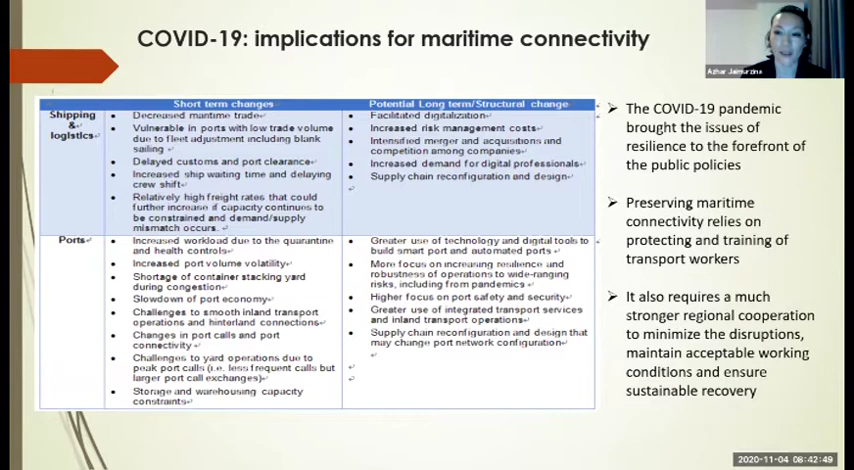 COVID-19: implications for maritime connectivity
Azhar Jaimurzina
Short term changes
Potential Long term/Structural change
Shipping
&
logistics
• Decreased maritime trade
• Vulnerable in ports with low trade volume
due to fleet adjustment including blank
sailing
• Delayed customs and port clearance
• Increased ship waiting time and delaying
crew shift
• Relatively high freight rates that could
further increase if capacity continues to
be constrained and demand/supply
mismatch occurs.
• Facilitated digitalization
• Increased risk management costs
• Intensified merger and acquisitions and
competition among companies
• Increased demand for digital professionals
• Supply chain reconfiguration and design
Ports
• Increased workload due to the quarantine
and health controls
• Increased port volume volatility
• Shortage of container stacking yard
during congestion
• Slowdown of port economy
• Challenges to smooth inland transport
operations and hinterland connections
• Changes in port calls and port
connectivity
• Challenges to yard operations due to
peak port calls (i.e. less frequent calls but
larger port call exchanges)
• Storage and warehousing capacity
constraints
• Greater use of technology and digital tools to
build smart port and automated ports
• More focus on increasing resilience and
robustness of operations to wide-ranging
risks, including from pandemics
• Higher focus on port safety and security
• Greater use of integrated transport services
and inland transport operations
• Supply chain reconfiguration and design that
may change port network configuration
➢ The COVID-19 pandemic
brought the issues of
resilience to the forefront of
the public policies
➢ Preserving maritime
connectivity relies on
protecting and training of
transport workers
➢ It also requires a much
stronger regional cooperation
to minimize the disruptions,
maintain acceptable working
conditions and ensure
sustainable recovery
2020-11-04 08:42:49